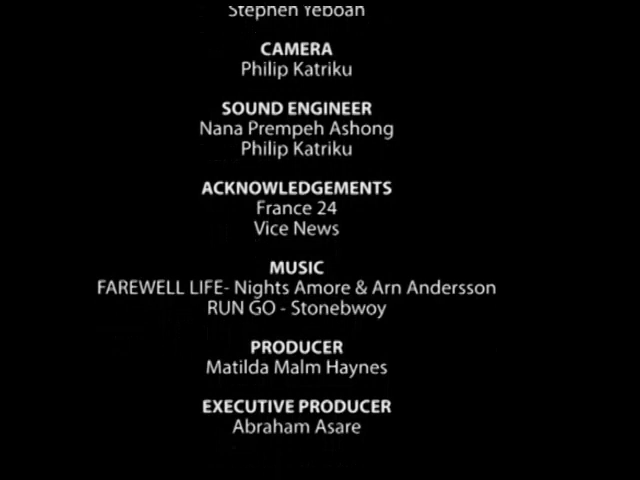 Stephen Yeboah
CAMERA
Philip Katriku
SOUND ENGINEER
Nana Prempeh Ashong
Philip Katriku
ACKNOWLEDGEMENTS
France 24
Vice News
MUSIC
FAREWELL LIFE- Nights Amore & Arn Andersson
RUN GO - Stonebwoy
PRODUCER
Matilda Malm Haynes
EXECUTIVE PRODUCER
Abraham Asare